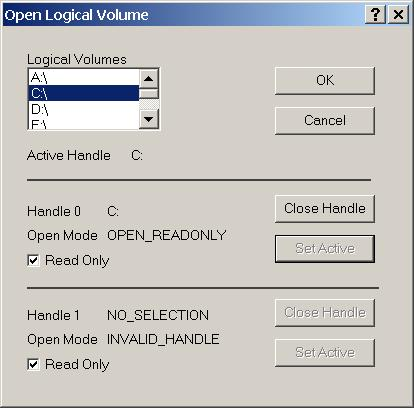 Open Logical Volume
Logical Volumes
A:\
C:\
D:\
E:\
OK
Cancel
Active Handle C:
Handle 0 C:
Close Handle
Open Mode OPEN_READONLY
Set Active
Read Only
Handle 1 NO_SELECTION
Close Handle
Open Mode INVALID_HANDLE
Set Active
Read Only